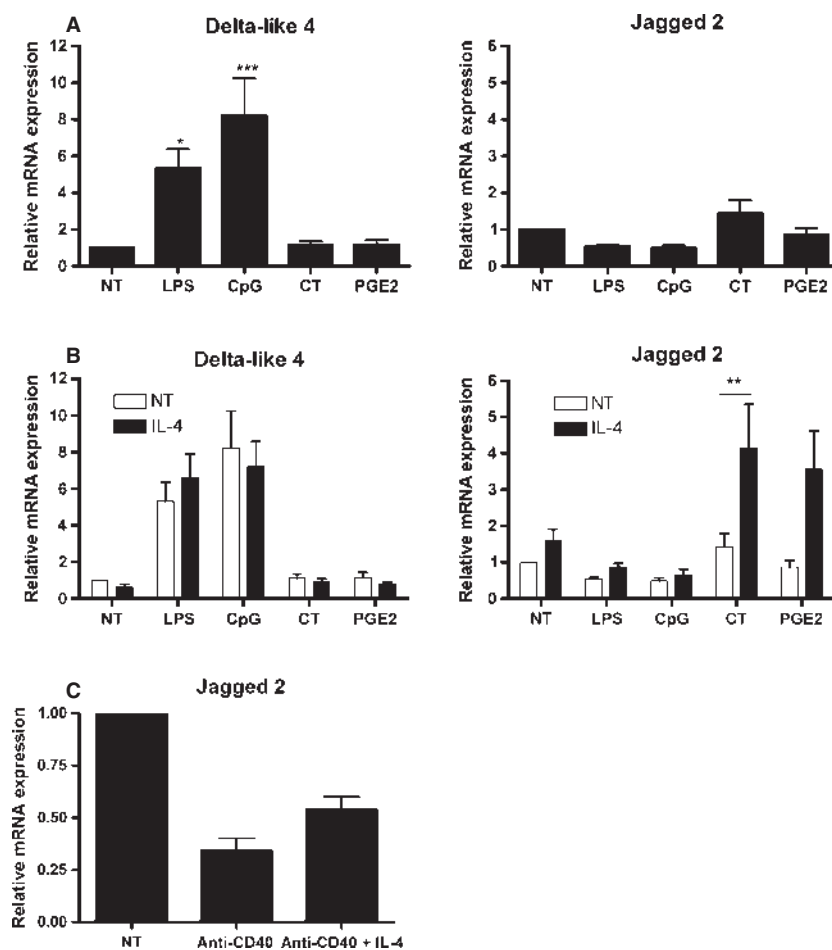 A
Delta-like 4
Relative mRNA expression
12
10
8
6
4
2
0
*
***
NT LPS CpG CT PGE2
Jagged 2
Relative mRNA expression
6
5
4
3
2
1
0
NT LPS CpG CT PGE2
B
Delta-like 4
Relative mRNA expression
12
10
8
6
4
2
0
NT
IL-4
NT LPS CpG CT PGE2
Jagged 2
Relative mRNA expression
6
5
4
3
2
1
0
NT
IL-4
**
NT LPS CpG CT PGE2
C
Jagged 2
Relative mRNA expression
1.00
0.75
0.50
0.25
0.00
NT Anti-CD40 Anti-CD40 + IL-4